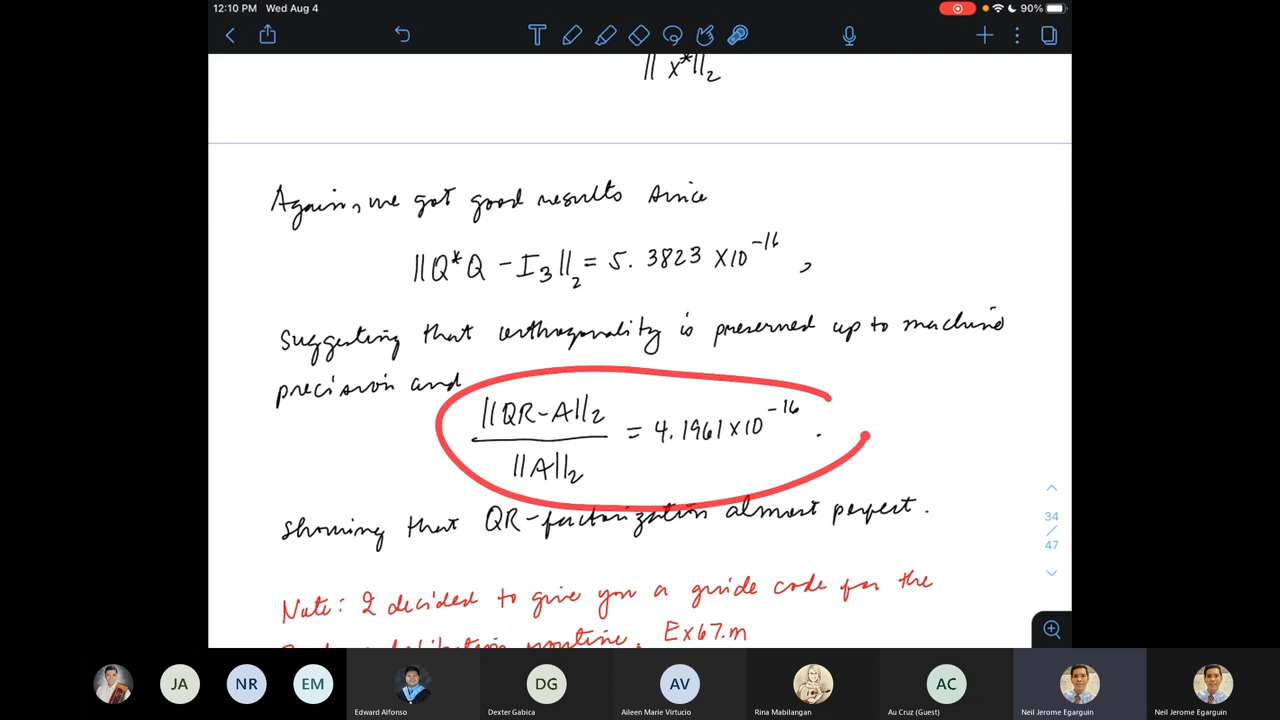 12:10 PM Wed Aug 4
90%
|| x* ||₂
Again, we got good results since
||Q*Q - I₃||₂ = 5.3823 × 10⁻¹⁶ ,
suggesting that orthogonality is preserved up to machine
precision and
||QR-A||₂ / ||A||₂ = 4.1961 × 10⁻¹⁶ .
showing that QR-factorization almost perfect.
34
/
47
Note: I decided to give you a guide code for the
routine. Ex67.m
JA
NR
EM
DG
AV
AC
Edward Alfonso
Dexter Gabica
Aileen Marie Virtucio
Rina Mabilangan
Au Cruz (Guest)
Neil Jerome Egarguin
Neil Jerome Egarguin